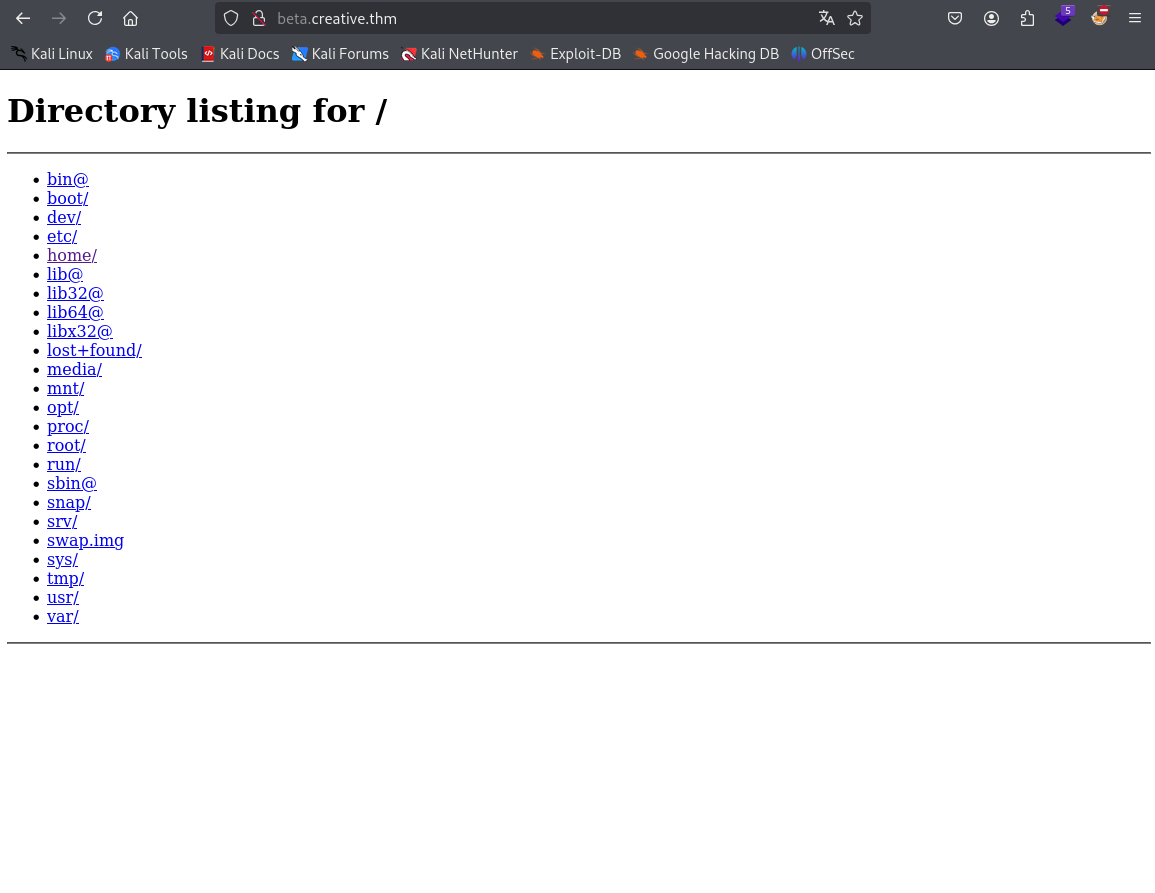 beta.creative.thm
5
Kali Linux Kali Tools Kali Docs Kali Forums Kali NetHunter Exploit-DB Google Hacking DB OffSec
Directory listing for /
bin@
boot/
dev/
etc/
home/
lib@
lib32@
lib64@
libx32@
lost+found/
media/
mnt/
opt/
proc/
root/
run/
sbin@
snap/
srv/
swap.img
sys/
tmp/
usr/
var/